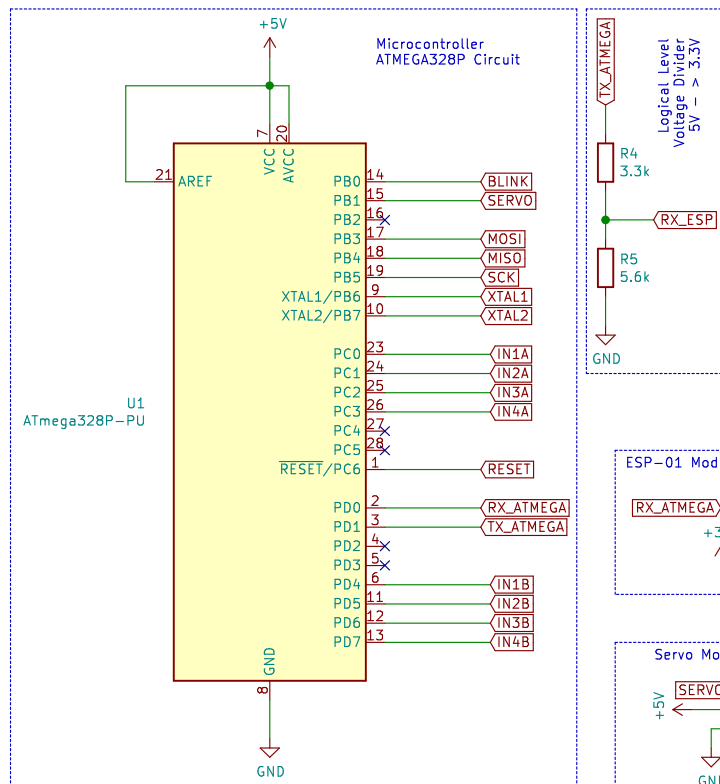 +5V
Microcontroller
ATMEGA328P Circuit
7
VCC
20
AVCC
21
AREF
PB0 14 BLINK
PB1 15 SERVO
PB2 16
PB3 17 MOSI
PB4 18 MISO
PB5 19 SCK
XTAL1/PB6 9 XTAL1
XTAL2/PB7 10 XTAL2
PC0 23 IN1A
PC1 24 IN2A
PC2 25 IN3A
PC3 26 IN4A
PC4 27
PC5 28
RESET/PC6 1 RESET
PD0 2 RX_ATMEGA
PD1 3 TX_ATMEGA
PD2 4
PD3 5
PD4 6 IN1B
PD5 11 IN2B
PD6 12 IN3B
PD7 13 IN4B
U1
ATmega328P-PU
GND
8
GND
TX_ATMEGA
Logical Level
Voltage Divider
5V - > 3.3V
R4
3.3k
RX_ESP
R5
5.6k
GND
ESP-01 Mod
RX_ATMEGA
+3
Servo Mo
SERVO
+5V
GND